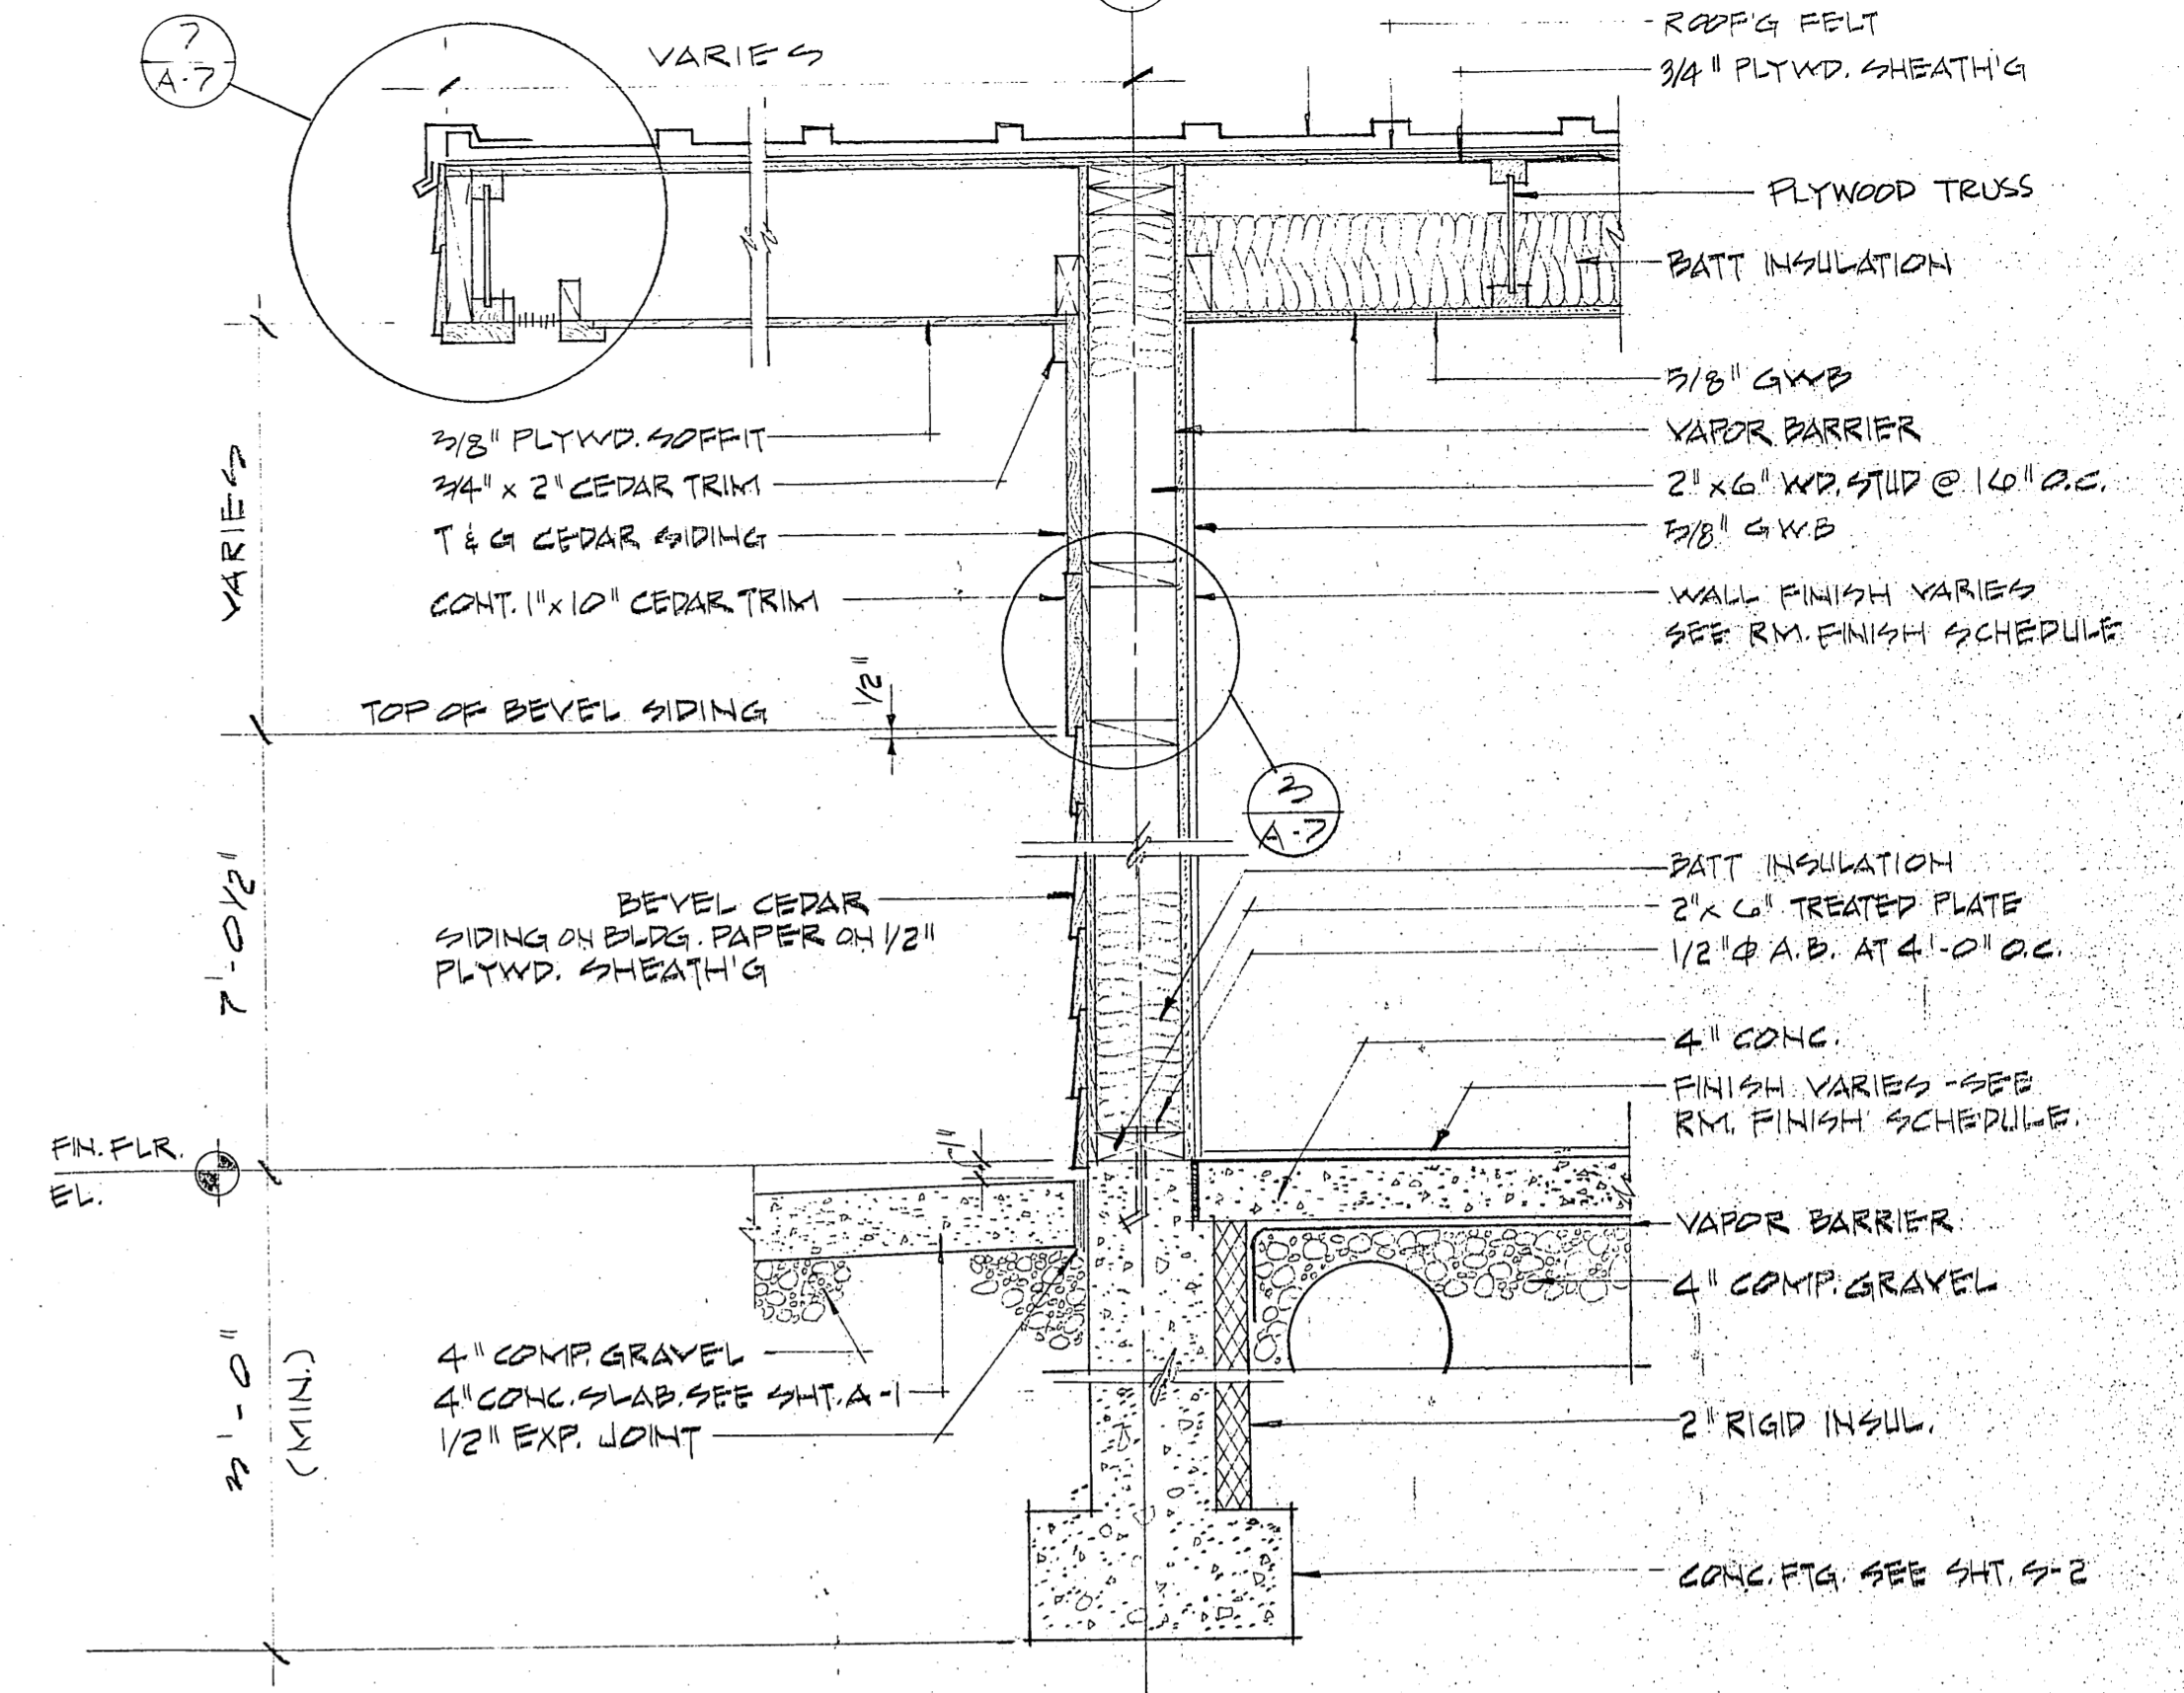 7
A-7
VARIES
ROOF'G FELT
3/4" PLYWD. SHEATH'G
PLYWOOD TRUSS
BATT INSULATION
5/8" GWB
VAPOR BARRIER
2" x 6" WD. STUD @ 16" O.C.
5/8" GWB
WALL FINISH VARIES
SEE RM. FINISH SCHEDULE
3/8" PLYWD. SOFFIT
3/4" x 2" CEDAR TRIM
T & G CEDAR SIDING
CONT. 1" x 10" CEDAR TRIM
VARIES
TOP OF BEVEL SIDING
1/2"
3
A-7
7'-0 1/2"
BEVEL CEDAR
SIDING ON BLDG. PAPER ON 1/2"
PLYWD. SHEATH'G
BATT INSULATION
2" x 6" TREATED PLATE
1/2" Φ A.B. AT 4'-0" O.C.
4" CONC.
FINISH VARIES - SEE
RM. FINISH SCHEDULE.
FIN. FLR.
EL.
1"
VAPOR BARRIER
4" COMP. GRAVEL
4" COMP. GRAVEL
4" CONC. SLAB. SEE SHT. A-1
1/2" EXP. JOINT
3'-0"
(MIN.)
2" RIGID INSUL.
CONC. FTG. SEE SHT. S-2